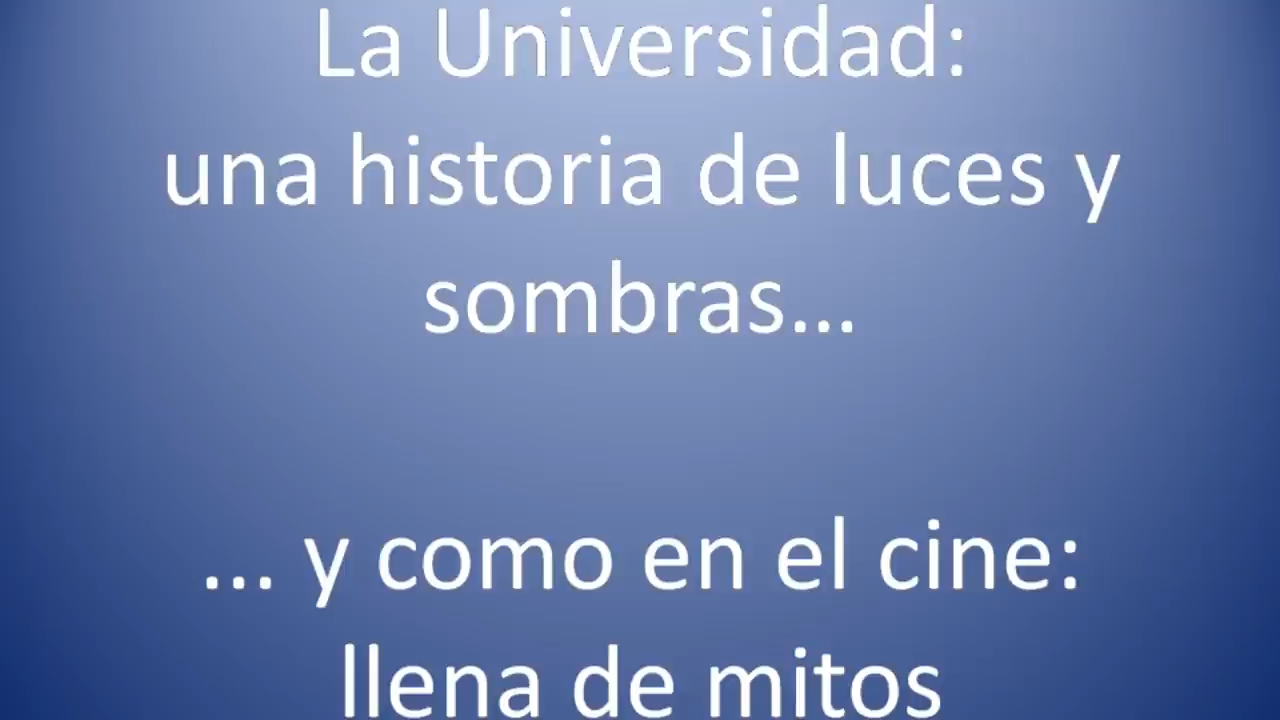 La Universidad:
una historia de luces y
sombras...
... y como en el cine:
llena de mitos